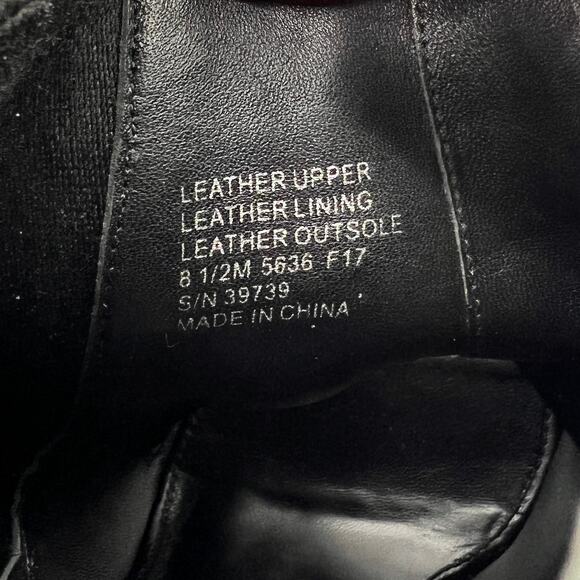 LEATHER UPPER
LEATHER LINING
LEATHER OUTSOLE
8 1/2M 5636 F17
S/N 39739
MADE IN CHINA